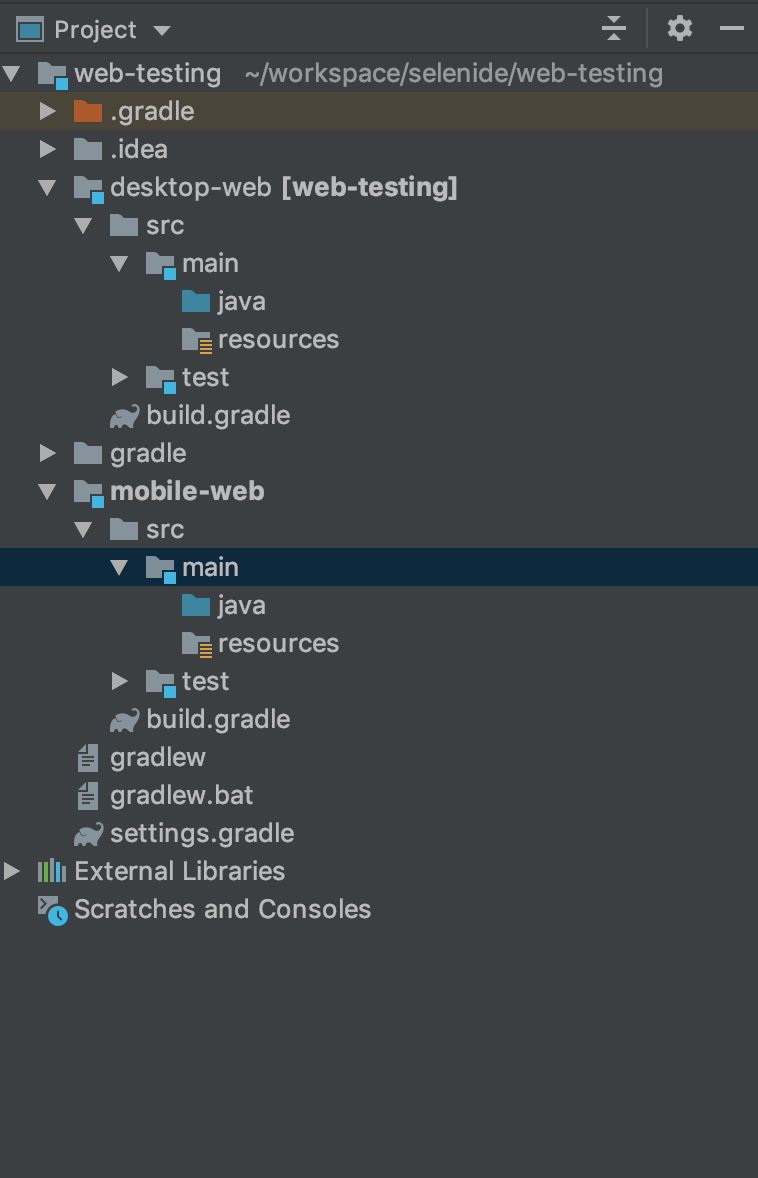 Project
web-testing ~/workspace/selenide/web-testing
.gradle
.idea
desktop-web [web-testing]
src
main
java
resources
test
build.gradle
gradle
mobile-web
src
main
java
resources
test
build.gradle
gradlew
gradlew.bat
settings.gradle
External Libraries
Scratches and Consoles